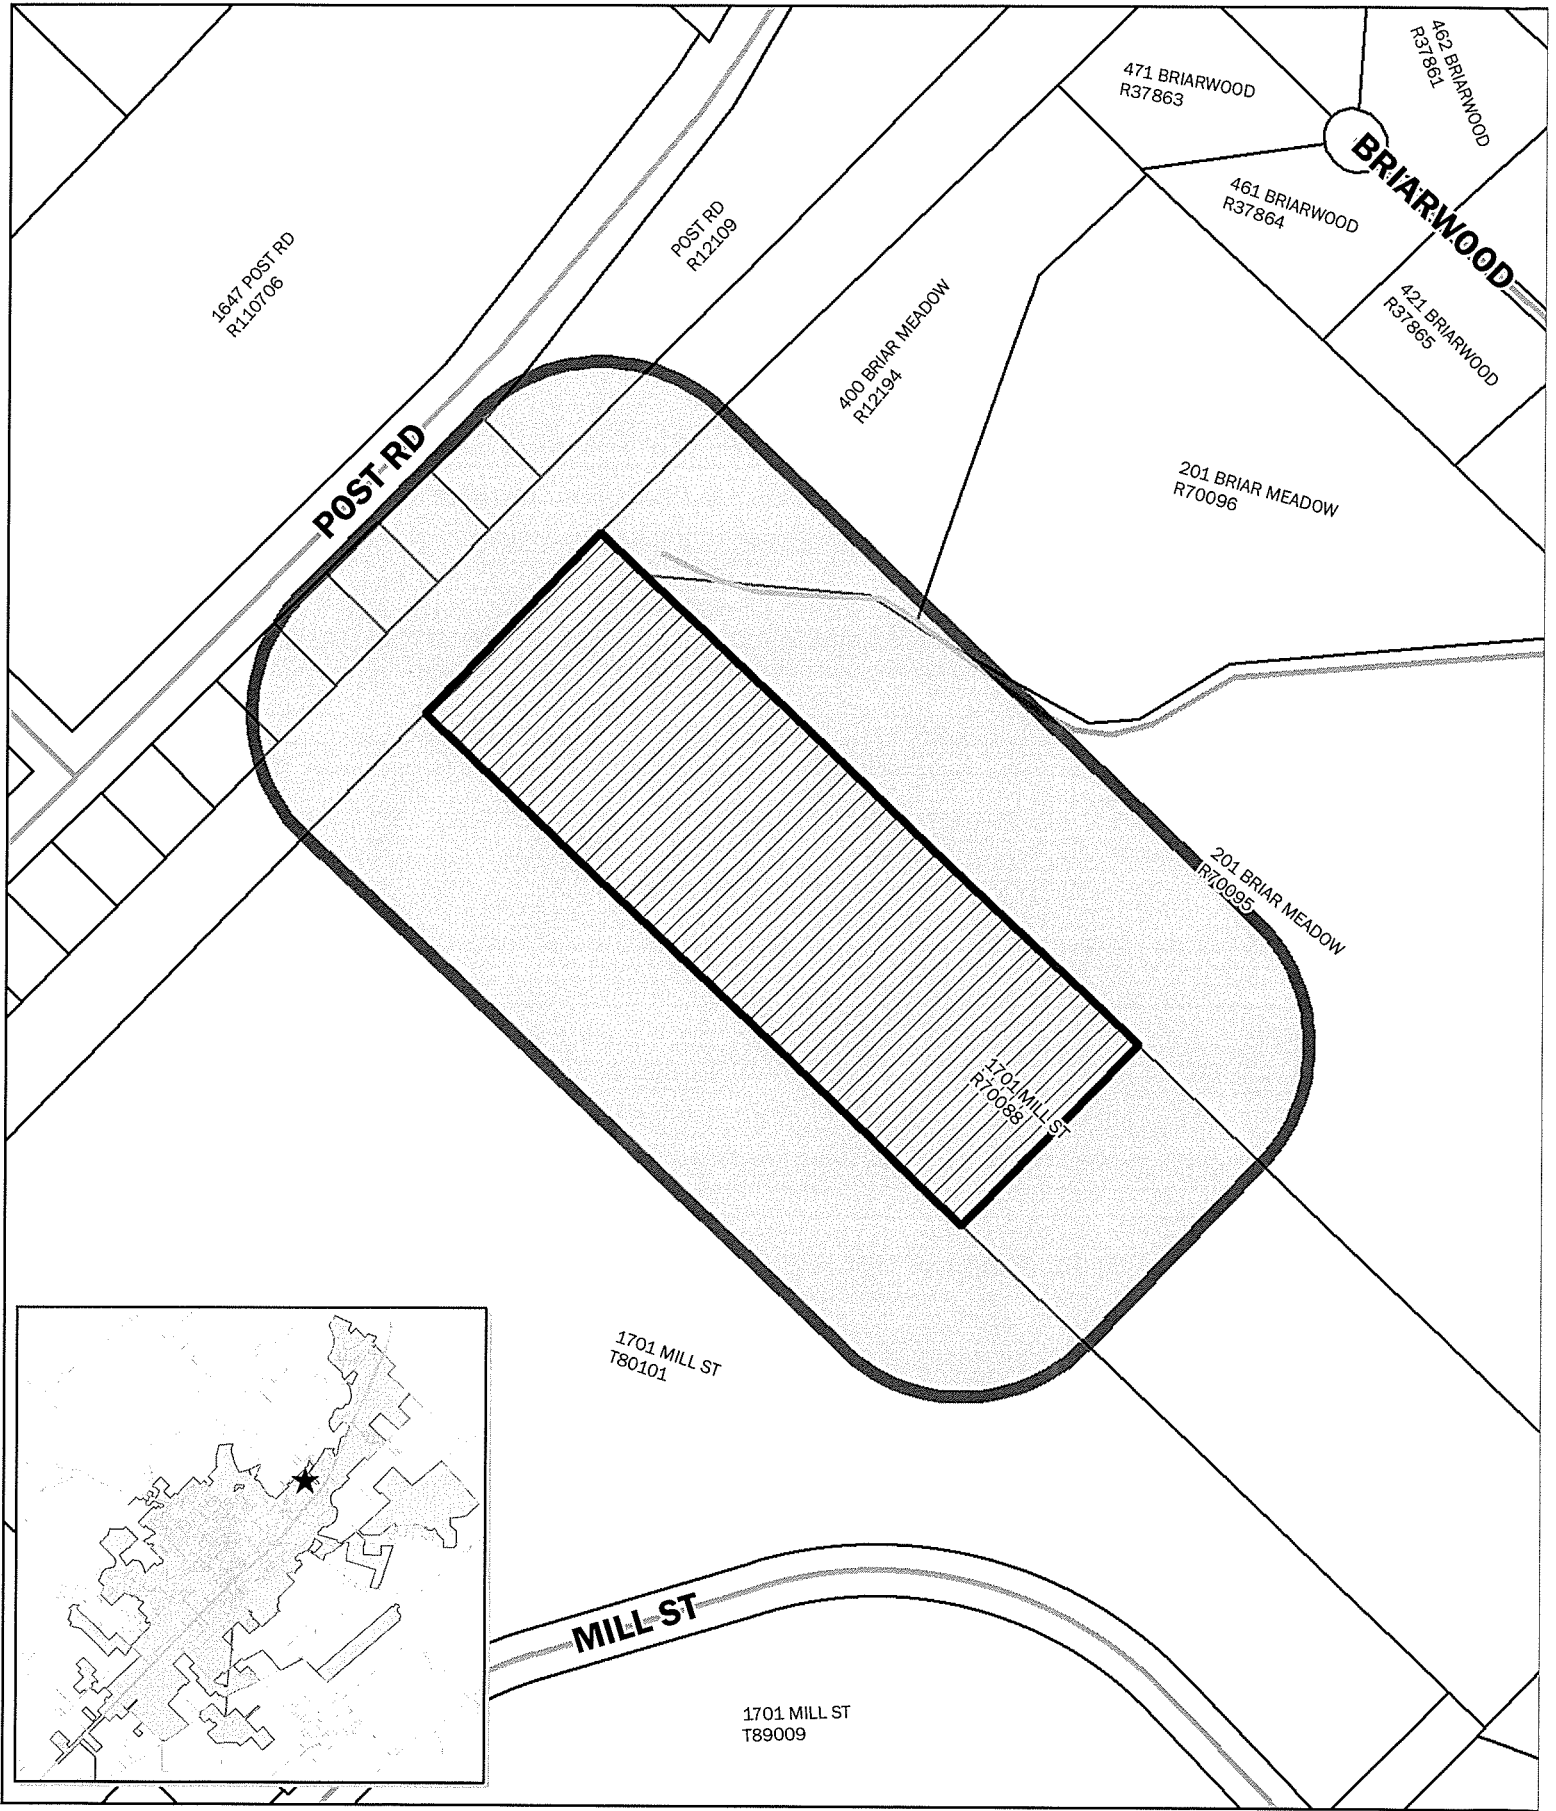 462 BRIARWOOD
R37861
471 BRIARWOOD
R37863
BRIARWOOD
461 BRIARWOOD
R37864
POST RD
R12109
1647 POST RD
R110706
421 BRIARWOOD
R37865
400 BRIAR MEADOW
R12194
POST RD
201 BRIAR MEADOW
R70096
201 BRIAR MEADOW
R70095
1701 MILL ST
R70088
1701 MILL ST
T80101
MILL ST
1701 MILL ST
T89009